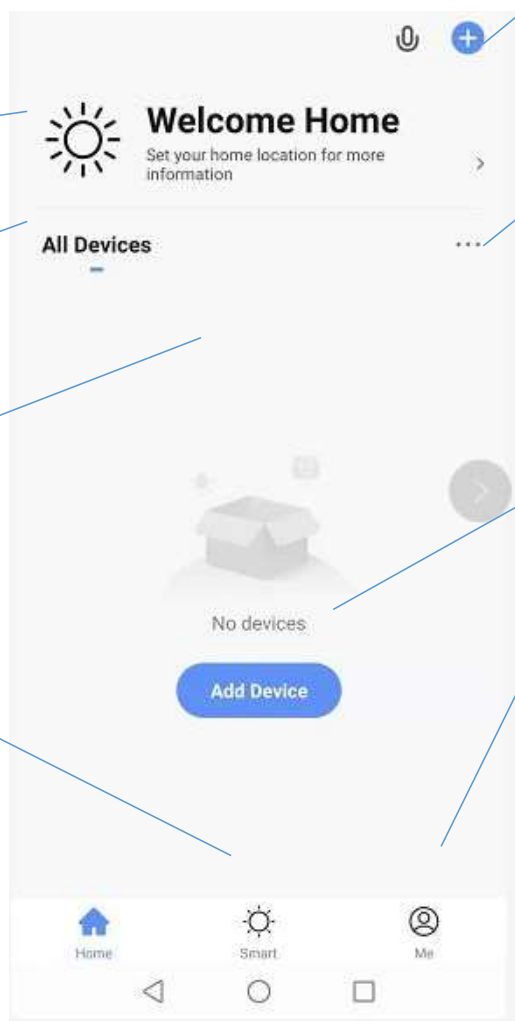 Welcome Home
Set your home location for more
information
All Devices
No devices
Add Device
Home
Smart
Me